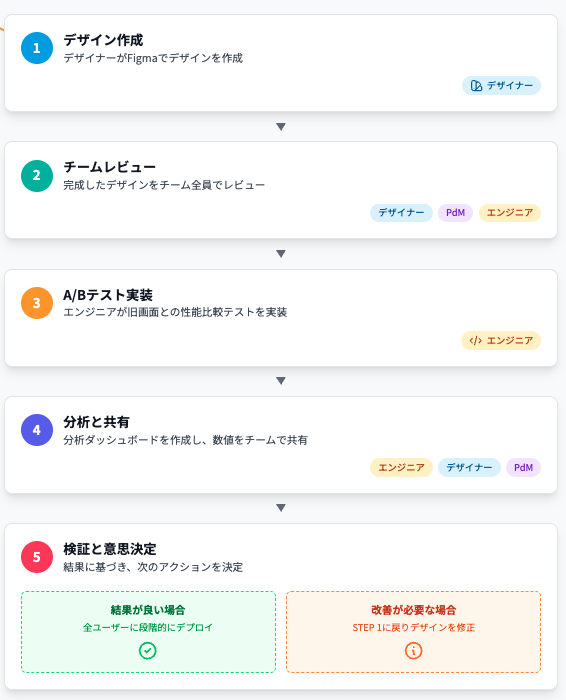 1
デザイン作成
デザイナーがFigmaでデザインを作成
デザイナー
2
チームレビュー
完成したデザインをチーム全員でレビュー
デザイナー PdM エンジニア
3
A/Bテスト実装
エンジニアが旧画面との性能比較テストを実装
</> エンジニア
4
分析と共有
分析ダッシュボードを作成し、数値をチームで共有
エンジニア デザイナー PdM
5
検証と意思決定
結果に基づき、次のアクションを決定
結果が良い場合
全ユーザーに段階的にデプロイ
改善が必要な場合
STEP 1に戻りデザインを修正